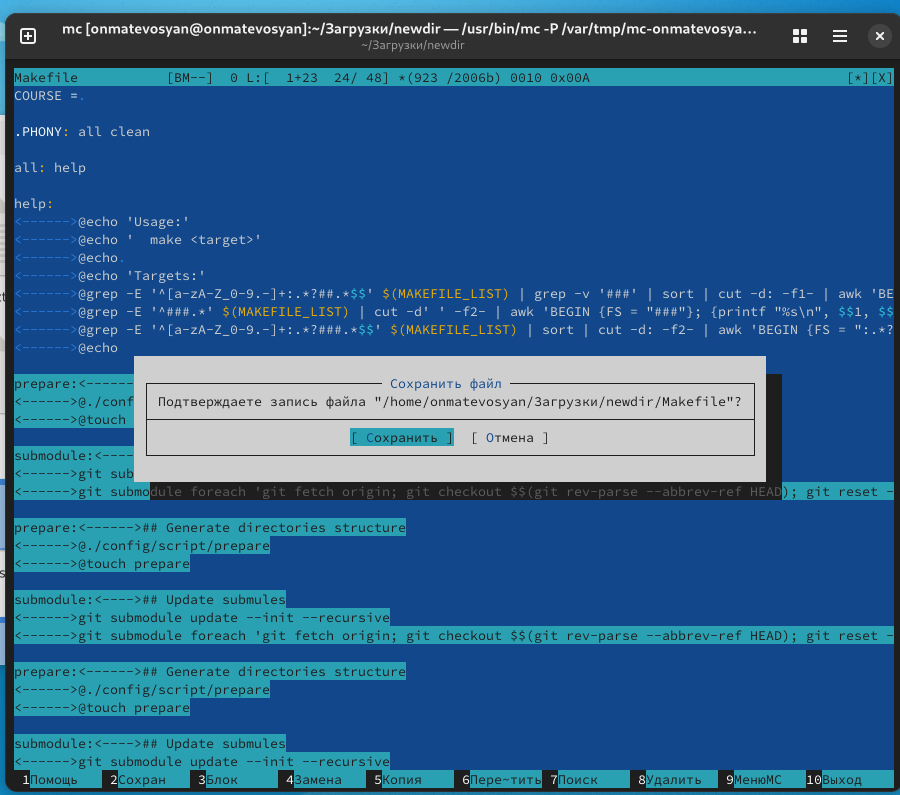 mc [onmatevosyan@onmatevosyan]:~/Загрузки/newdir — /usr/bin/mc -P /var/tmp/mc-onmatevosya…
~/Загрузки/newdir
Makefile [BM--] 0 L:[ 1+23 24/ 48] *(923 /2006b) 0010 0x00A [*][X]
COURSE =.
.PHONY: all clean
all: help
help:
<------>@echo 'Usage:'
<------>@echo ' make <target>'
<------>@echo.
<------>@echo 'Targets:'
<------>@grep -E '^[a-zA-Z_0-9.-]+:.*?##.*$$' $(MAKEFILE_LIST) | grep -v '###' | sort | cut -d: -f1- | awk 'BE
<------>@grep -E '^###.*' $(MAKEFILE_LIST) | cut -d' ' -f2- | awk 'BEGIN {FS = "###"}; {printf "%s\n", $$1, $$
<------>@grep -E '^[a-zA-Z_0-9.-]+:.*?###.*$$' $(MAKEFILE_LIST) | sort | cut -d: -f2- | awk 'BEGIN {FS = ":.*?
<------>@echo
prepare:<-----
<------>@./conf
<------>@touch
submodule:<----
<------>git sub
<------>git submodule foreach 'git fetch origin; git checkout $$(git rev-parse --abbrev-ref HEAD); git reset -
Сохранить файл
Подтверждаете запись файла "/home/onmatevosyan/Загрузки/newdir/Makefile"?
[ Сохранить ] [ Отмена ]
prepare:<------>## Generate directories structure
<------>@./config/script/prepare
<------>@touch prepare
submodule:<---->## Update submules
<------>git submodule update --init --recursive
<------>git submodule foreach 'git fetch origin; git checkout $$(git rev-parse --abbrev-ref HEAD); git reset -
prepare:<------>## Generate directories structure
<------>@./config/script/prepare
<------>@touch prepare
submodule:<---->## Update submules
<------>git submodule update --init --recursive
1Помощь 2Сохран 3Блок 4Замена 5Копия 6Пере~тить 7Поиск 8Удалить 9МенюMC 10Выход